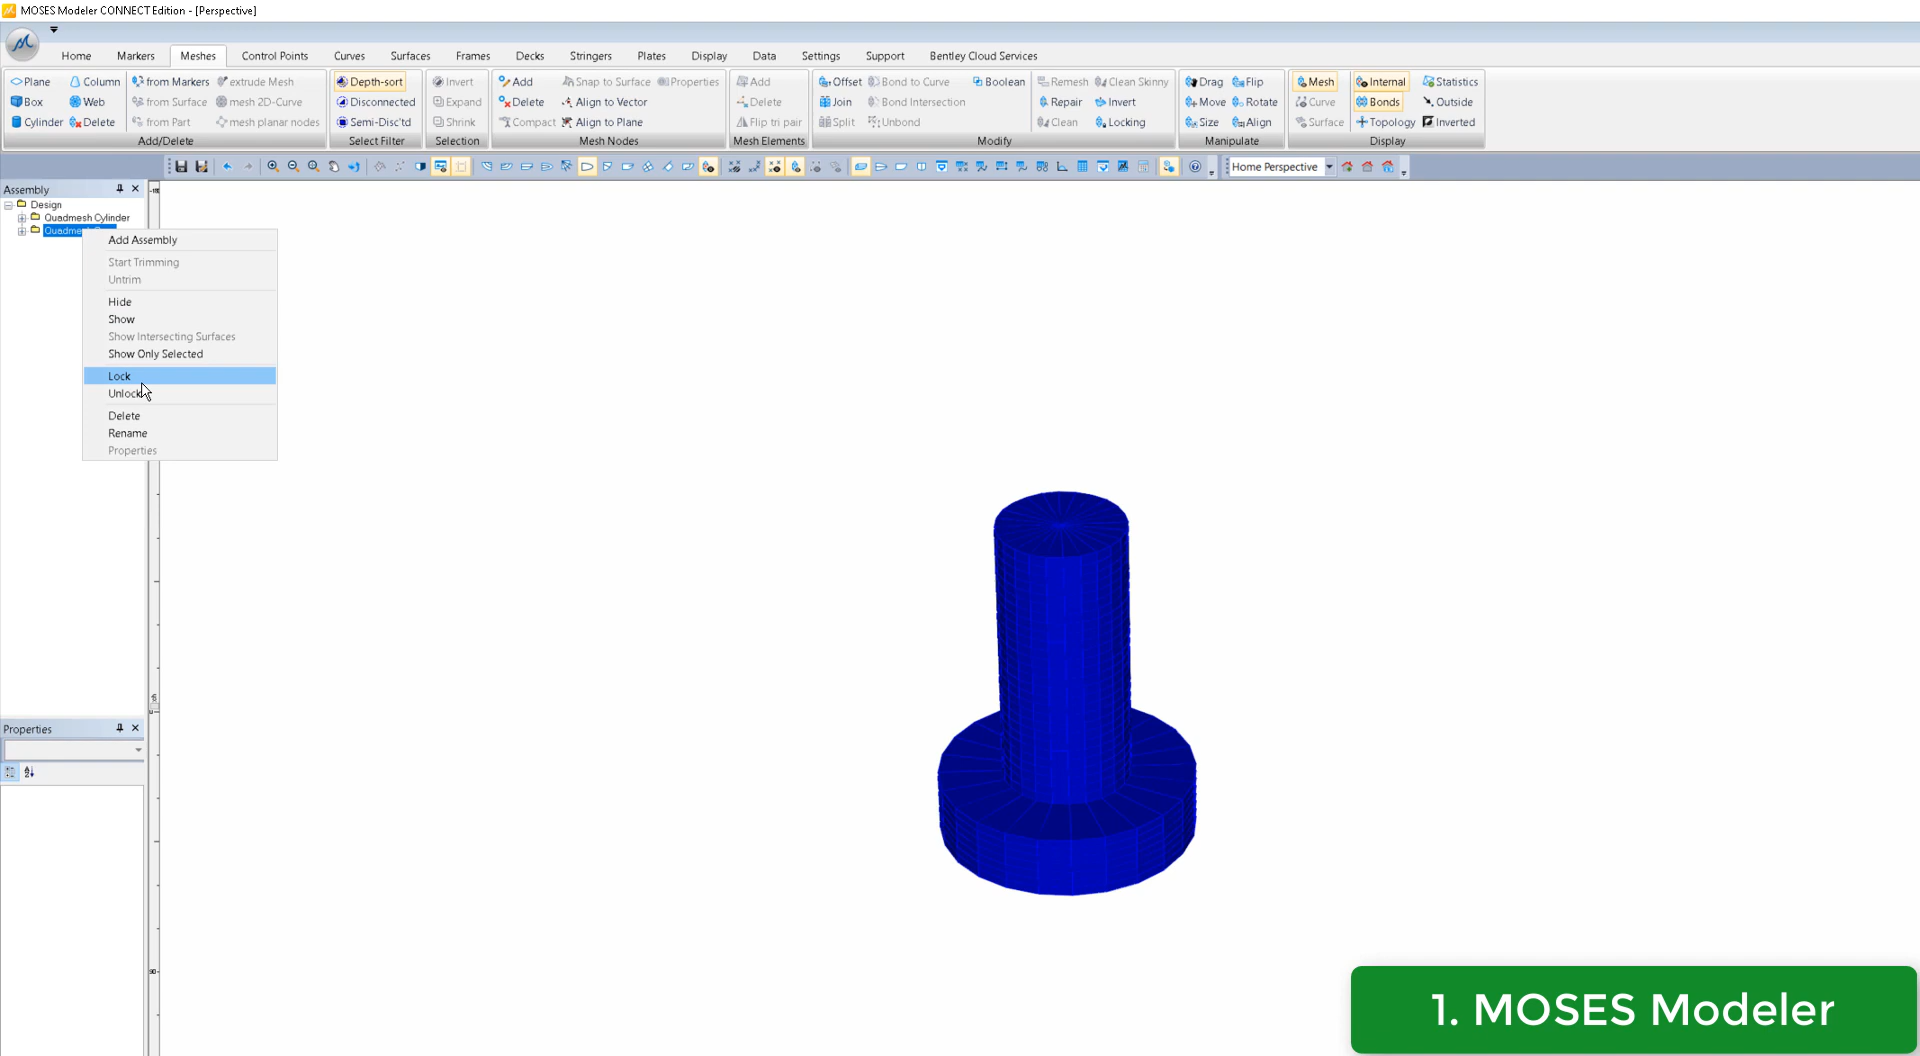 MOSES Modeler CONNECT Edition - [Perspective]
Home Markers Meshes Control Points Curves Surfaces Frames Decks Stringers Plates Display Data Settings Support Bentley Cloud Services
Plane Column from Markers extrude Mesh Depth-sort Invert Add Snap to Surface Properties Add Offset Bond to Curve Boolean Remesh Clean Skinny Drag Flip Mesh Internal Statistics
Box Web from Surface mesh 2D-Curve Disconnected Expand Delete Align to Vector Delete Join Bond Intersection Repair Invert Move Rotate Curve Bonds Outside
Cylinder Delete from Part mesh planar nodes Semi-Disc'td Shrink Compact Align to Plane Flip tri pair Split Unbond Clean Locking Size Align Surface Topology Inverted
Add/Delete Select Filter Selection Mesh Nodes Mesh Elements Modify Manipulate Display
Home Perspective
Assembly
Design
Quadmesh Cylinder
Add Assembly
Start Trimming
Untrim
Hide
Show
Show Intersecting Surfaces
Show Only Selected
Lock
Unlock
Delete
Rename
Properties
Properties
1. MOSES Modeler